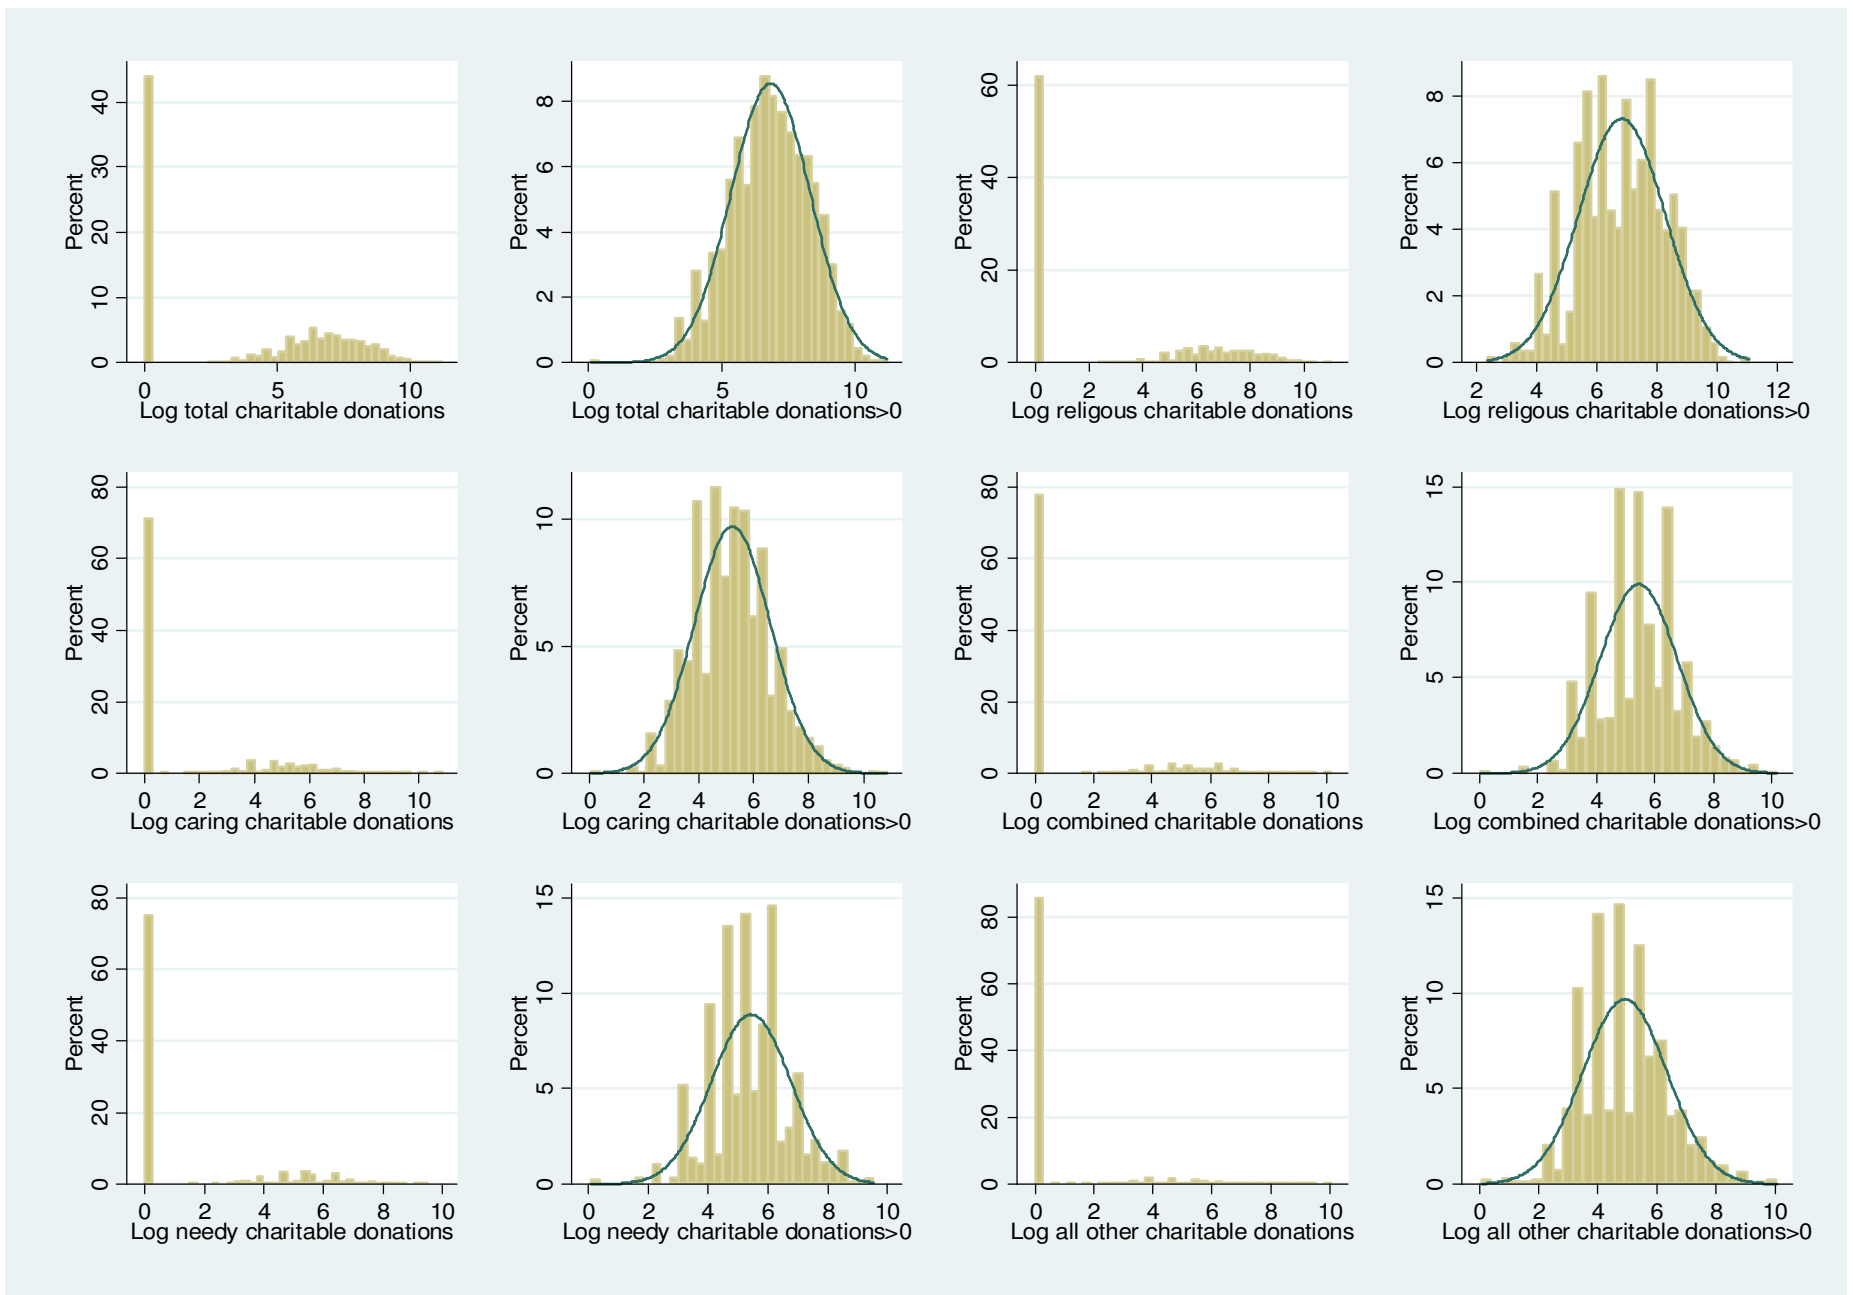 Percent
0 10 20 30 40
0 5 10
Log total charitable donations
Percent
0 2 4 6 8
0 5 10
Log total charitable donations>0
Percent
0 20 40 60
0 2 4 6 8 10
Log religous charitable donations
Percent
0 2 4 6 8
2 4 6 8 10 12
Log religous charitable donations>0
Percent
0 20 40 60 80
0 2 4 6 8 10
Log caring charitable donations
Percent
0 5 10
0 2 4 6 8 10
Log caring charitable donations>0
Percent
0 20 40 60 80
0 2 4 6 8 10
Log combined charitable donations
Percent
0 5 10 15
0 2 4 6 8 10
Log combined charitable donations>0
Percent
0 20 40 60 80
0 2 4 6 8 10
Log needy charitable donations
Percent
0 5 10 15
0 2 4 6 8 10
Log needy charitable donations>0
Percent
0 20 40 60 80
0 2 4 6 8 10
Log all other charitable donations
Percent
0 5 10 15
0 2 4 6 8 10
Log all other charitable donations>0